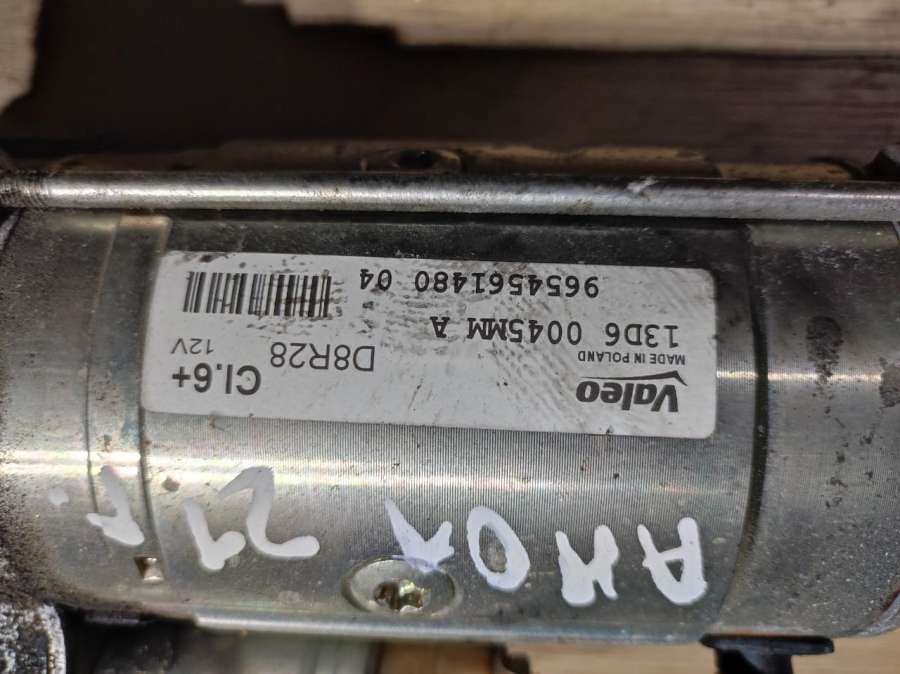 Valeo
MADE IN POLAND
CI.6+
12V
D8R28
13D6 0045MM A
9654561480 04